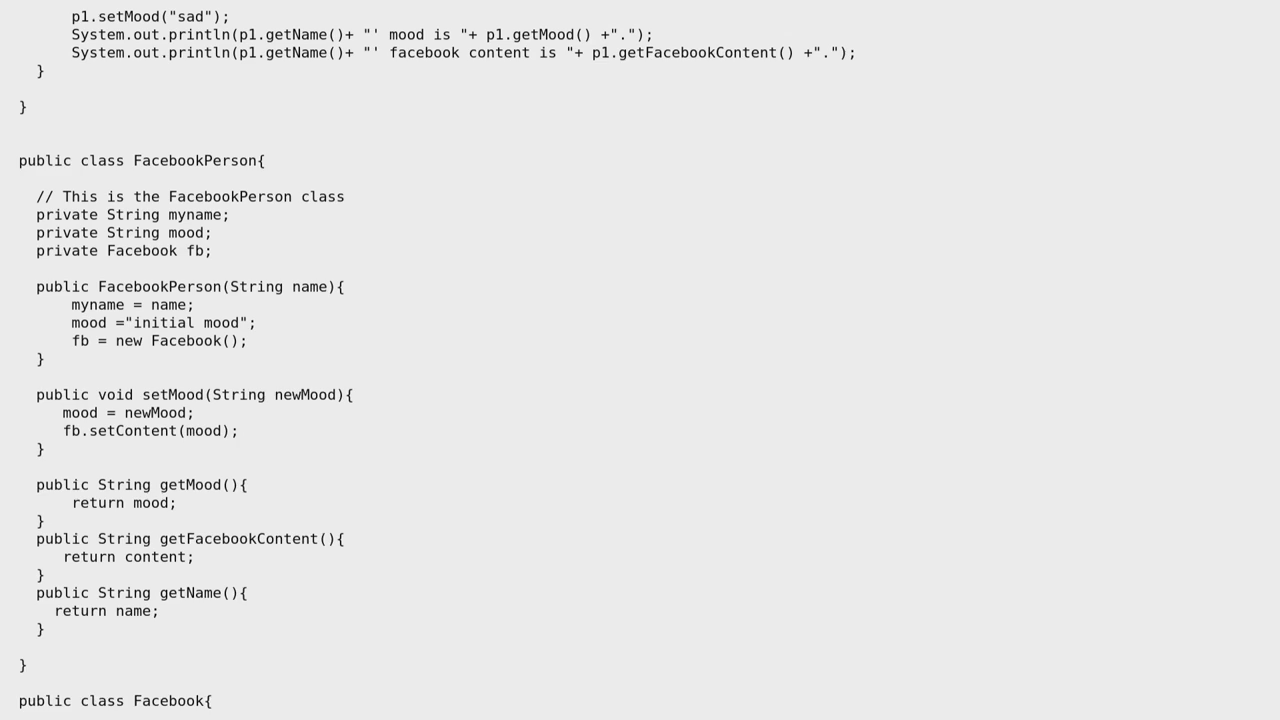 p1.setMood("sad");
System.out.println(p1.getName()+ "' mood is "+ p1.getMood() +".");
System.out.println(p1.getName()+ "' facebook content is "+ p1.getFacebookContent() +".");
}
}
public class FacebookPerson{
// This is the FacebookPerson class
private String myname;
private String mood;
private Facebook fb;
public FacebookPerson(String name){
myname = name;
mood ="initial mood";
fb = new Facebook();
}
public void setMood(String newMood){
mood = newMood;
fb.setContent(mood);
}
public String getMood(){
return mood;
}
public String getFacebookContent(){
return content;
}
public String getName(){
return name;
}
}
public class Facebook{